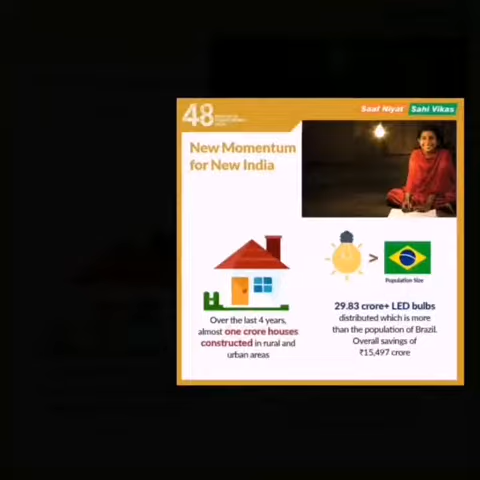 48
Saaf Niyat Sahi Vikas
New Momentum
for New India
Population Size
Over the last 4 years,
almost one crore houses
constructed in rural and
urban areas
29.83 crore+ LED bulbs
distributed which is more
than the population of Brazil.
Overall savings of
₹15,497 crore